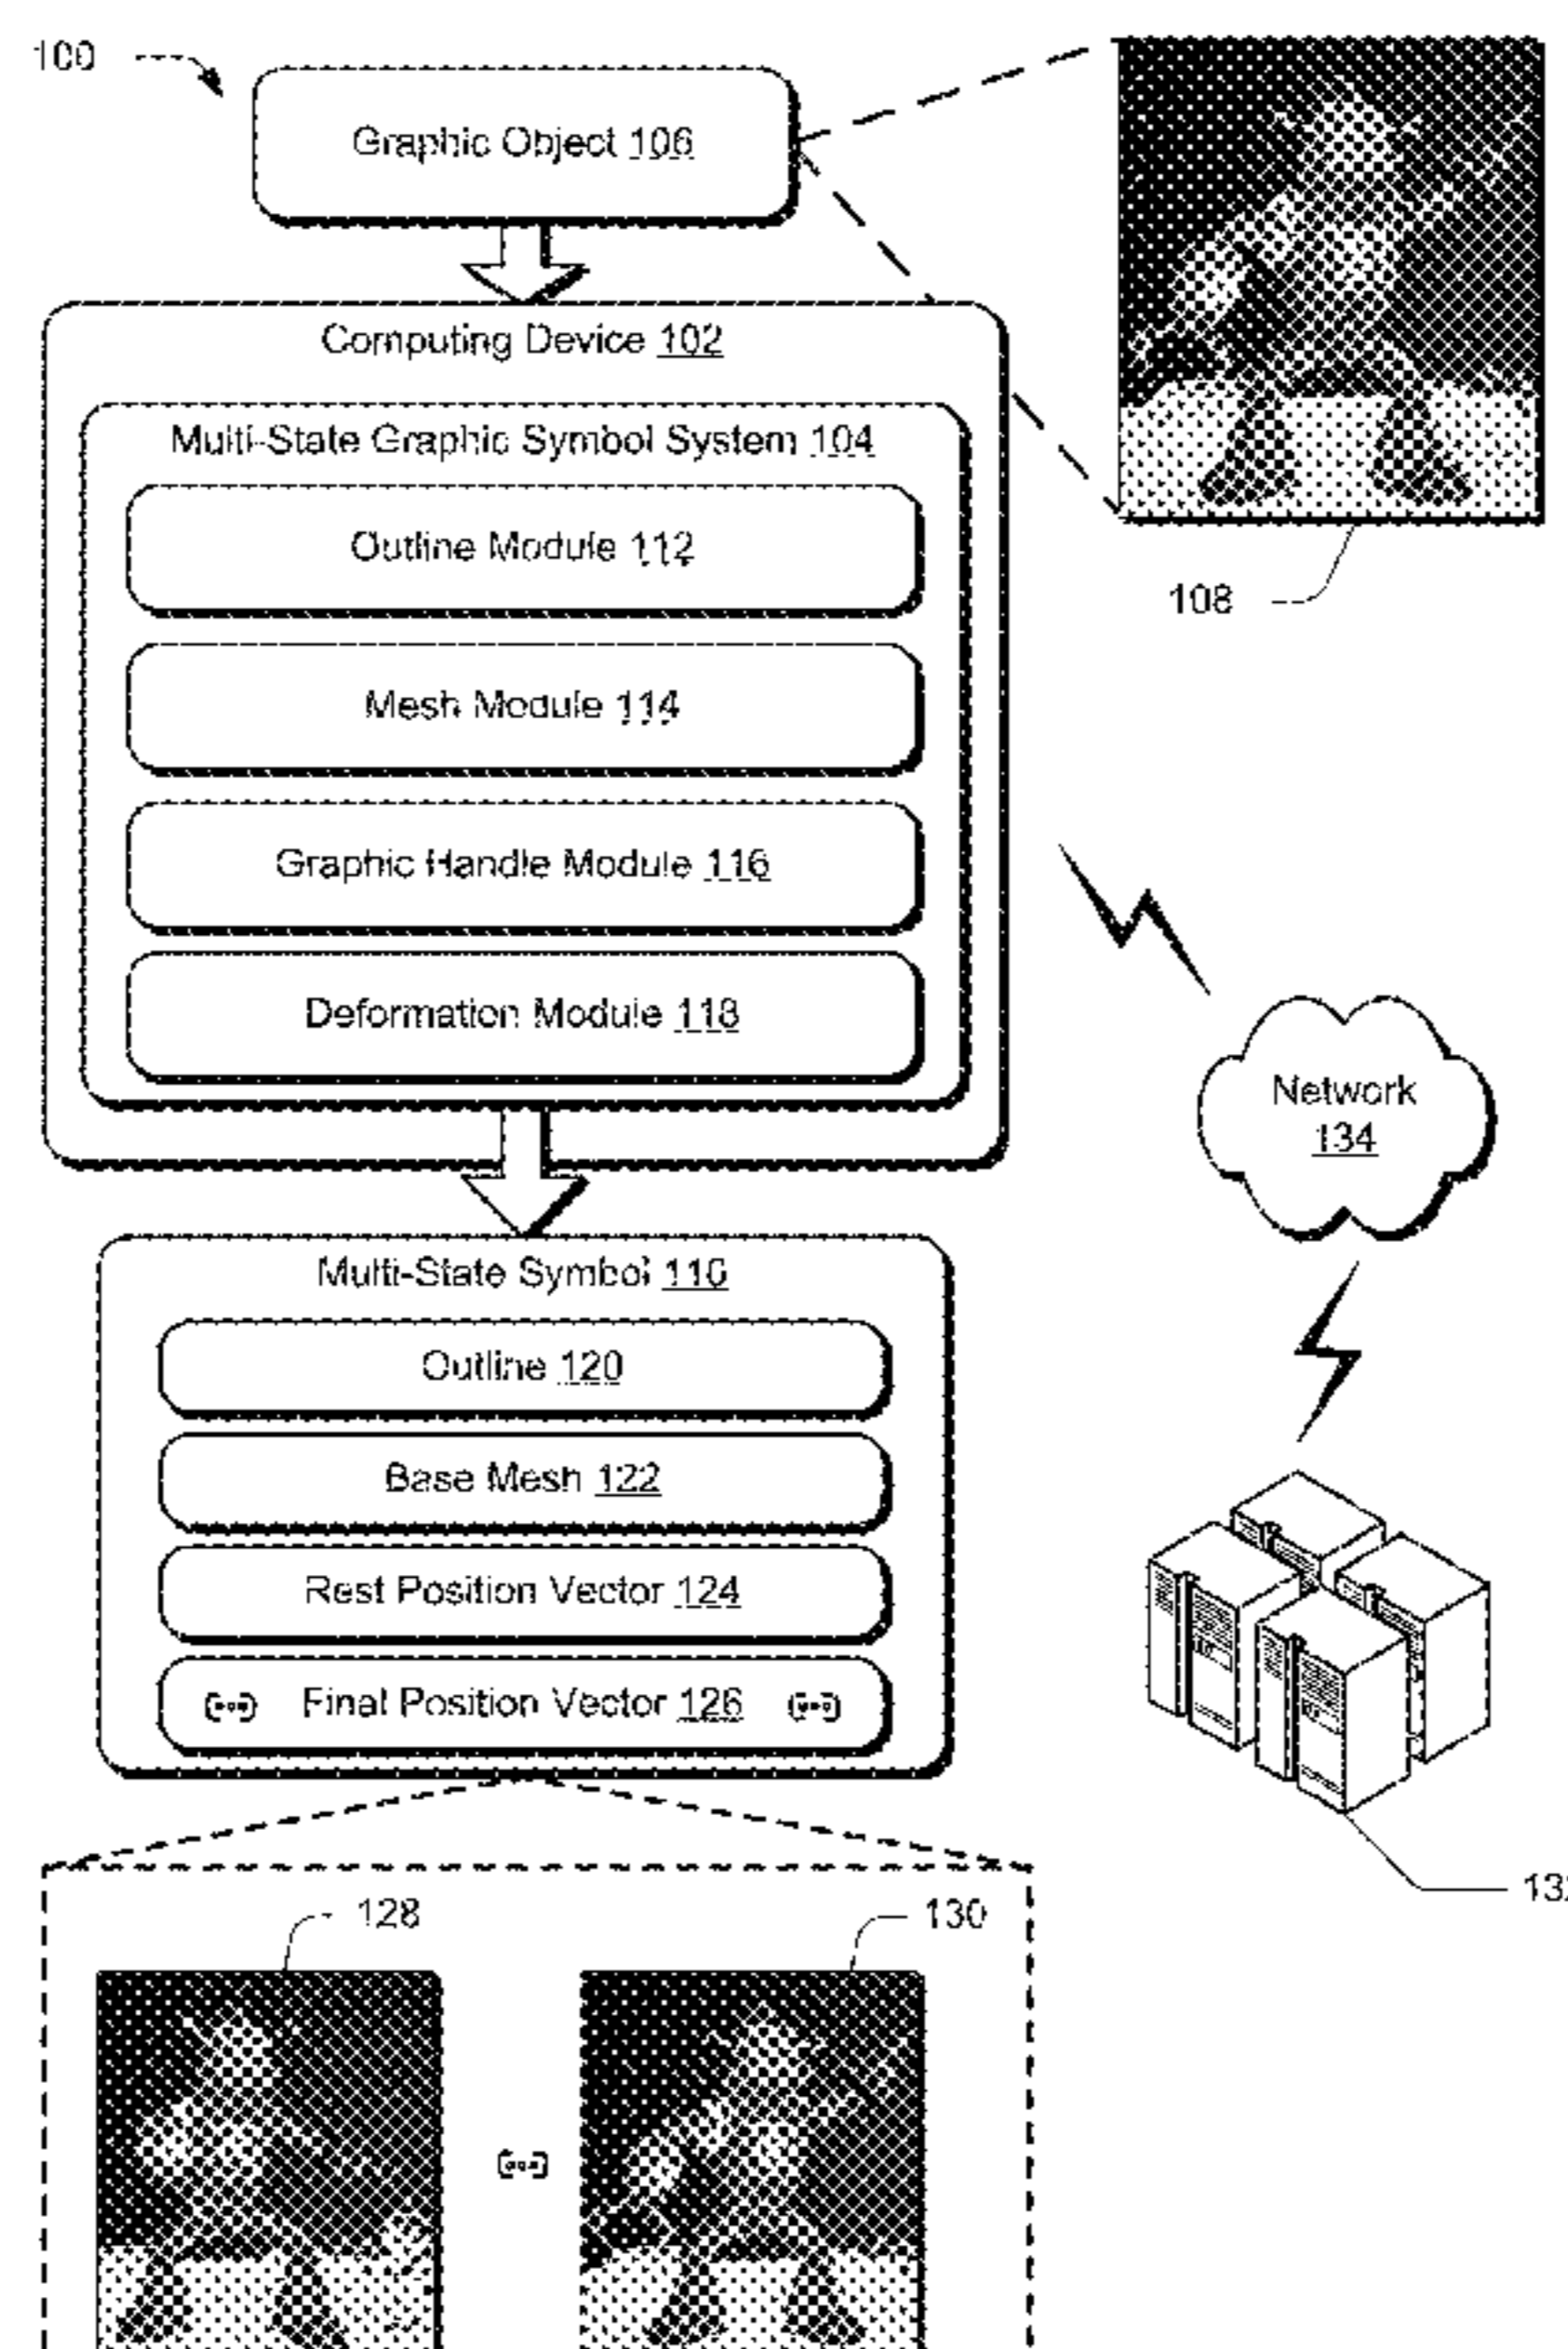 100
Graphic Object 106
Computing Device 102
Multi-State Graphic Symbol System 104
Outline Module 112
108
Mesh Module 114
Graphic Handle Module 116
Deformation Module 118
Network
134
Multi-State Symbol 110
Outline 120
Base Mesh 122
Rest Position Vector 124
Final Position Vector 126
128
130